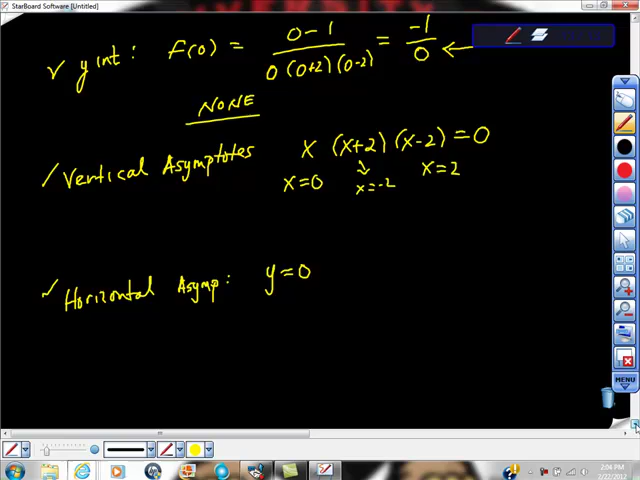 StarBoard Software [Untitled]
✓ y int: F(0) = 0-1 / 0(0+2)(0-2) = -1 / 0 ←
NONE
✓ Vertical Asymptotes x (x+2)(x-2) = 0
x=0 x=-2 x=2
✓ Horizontal Asymp: y=0
MENU
2:04 PM